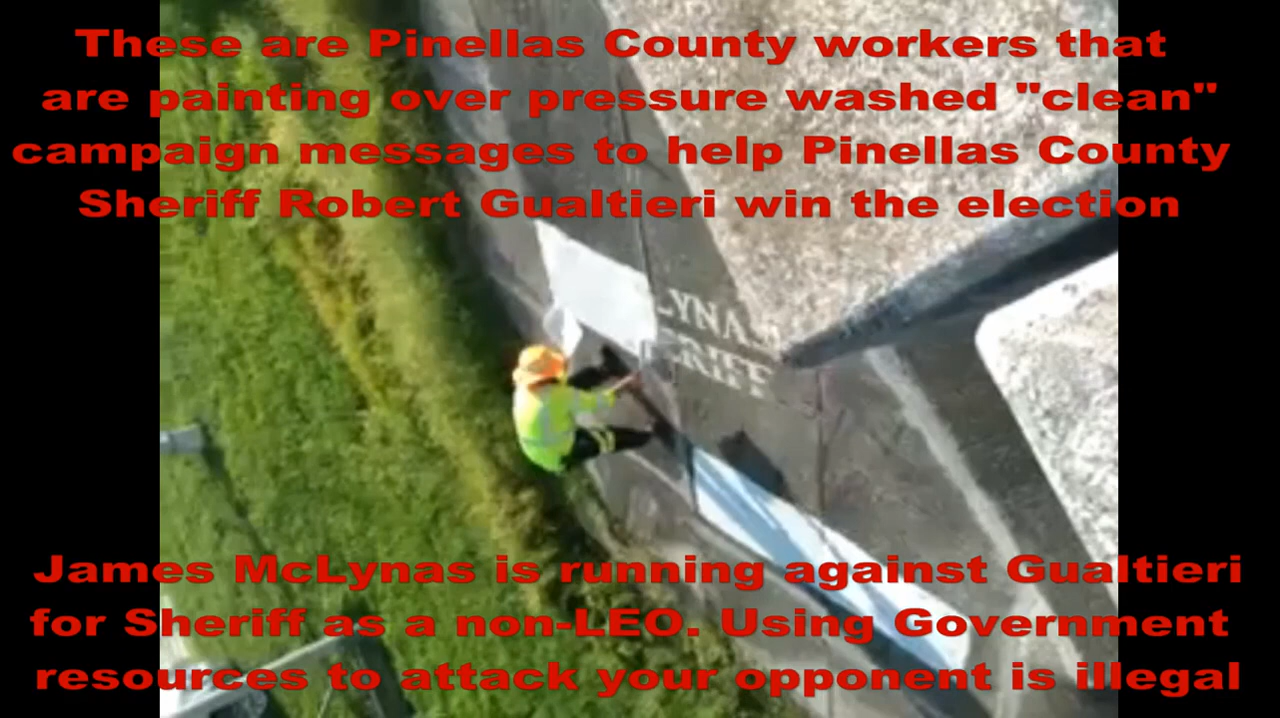 These are Pinellas County workers that
are painting over pressure washed "clean"
campaign messages to help Pinellas County
Sheriff Robert Gualtieri win the election
LYNAS
ERIFF
James McLynas is running against Gualtieri
for Sheriff as a non-LEO. Using Government
resources to attack your opponent is illegal